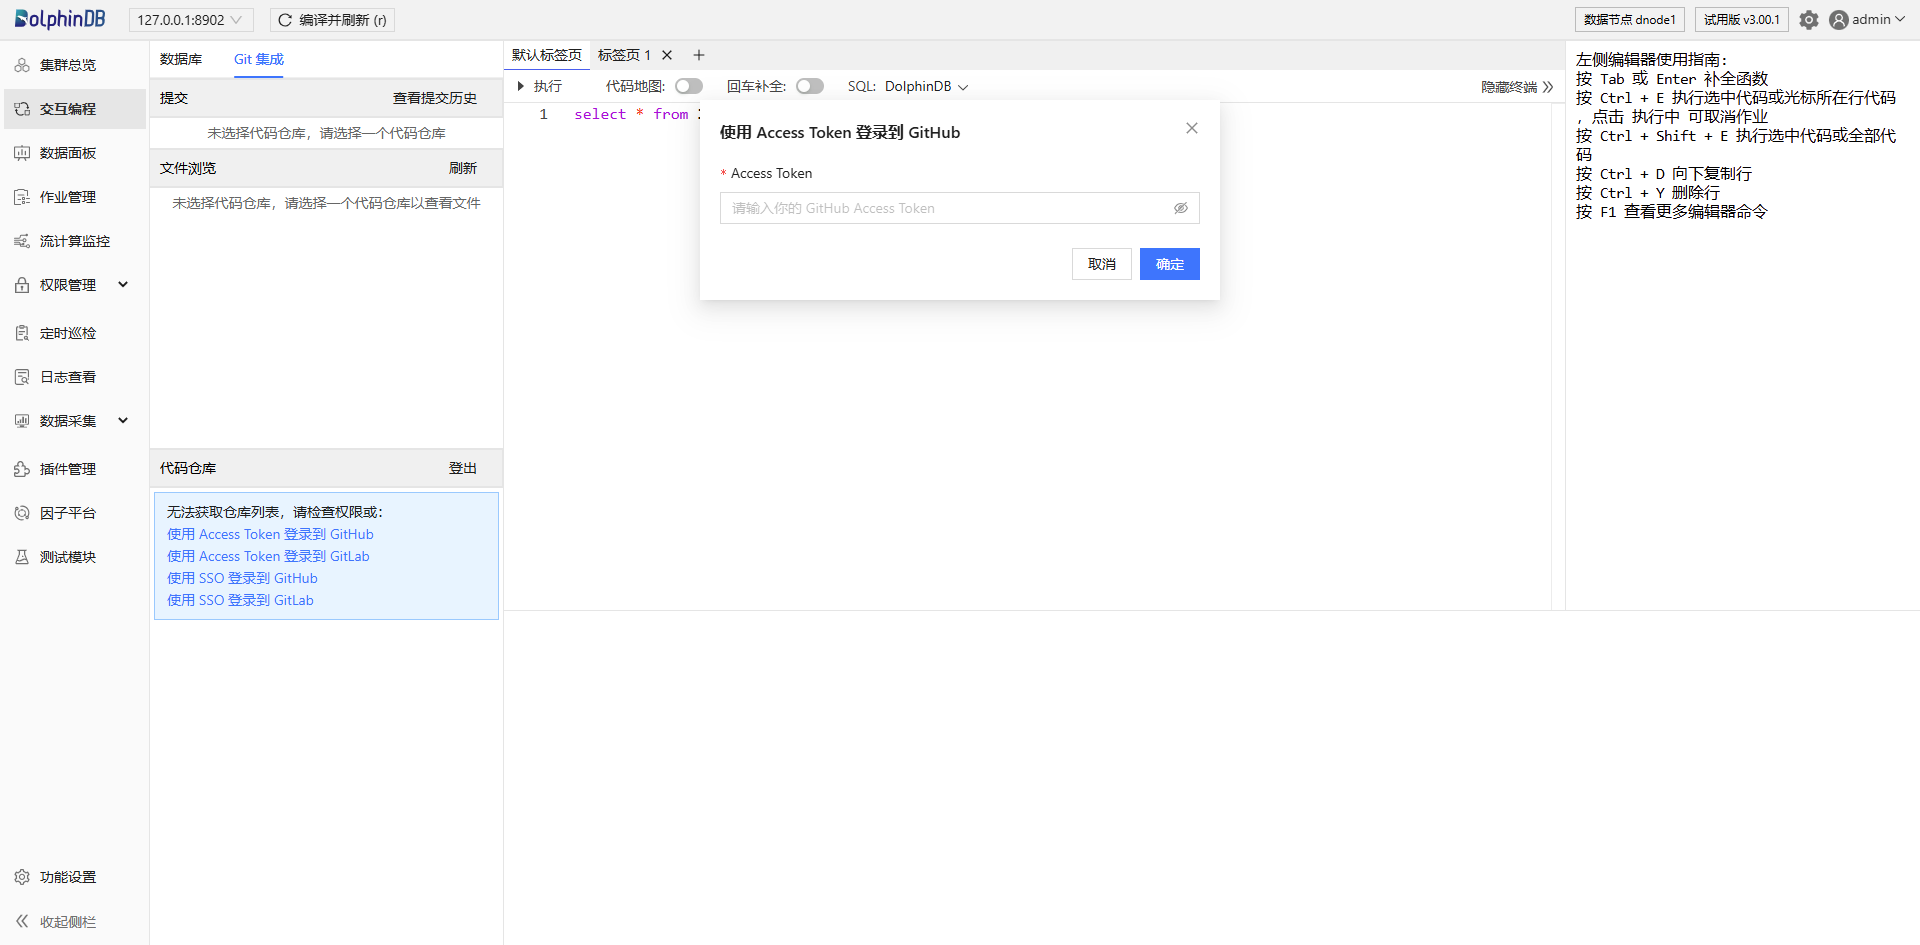 DolphinDB
127.0.0.1:8902
编译并刷新 (r)
数据节点 dnode1
试用版 v3.00.1
admin
集群总览
交互编程
数据面板
作业管理
流计算监控
权限管理
定时巡检
日志查看
数据采集
插件管理
因子平台
测试模块
功能设置
收起侧栏
数据库
Git 集成
提交
查看提交历史
未选择代码仓库，请选择一个代码仓库
文件浏览
刷新
未选择代码仓库，请选择一个代码仓库以查看文件
代码仓库
登出
无法获取仓库列表，请检查权限或：
使用 Access Token 登录到 GitHub
使用 Access Token 登录到 GitLab
使用 SSO 登录到 GitHub
使用 SSO 登录到 GitLab
默认标签页
标签页 1
执行
代码地图:
回车补全:
SQL: DolphinDB
隐藏终端
1
select * from
使用 Access Token 登录到 GitHub
* Access Token
请输入你的 GitHub Access Token
取消
确定
左侧编辑器使用指南:
按 Tab 或 Enter 补全函数
按 Ctrl + E 执行选中代码或光标所在行代码
，点击 执行中 可取消作业
按 Ctrl + Shift + E 执行选中代码或全部代
码
按 Ctrl + D 向下复制行
按 Ctrl + Y 删除行
按 F1 查看更多编辑器命令